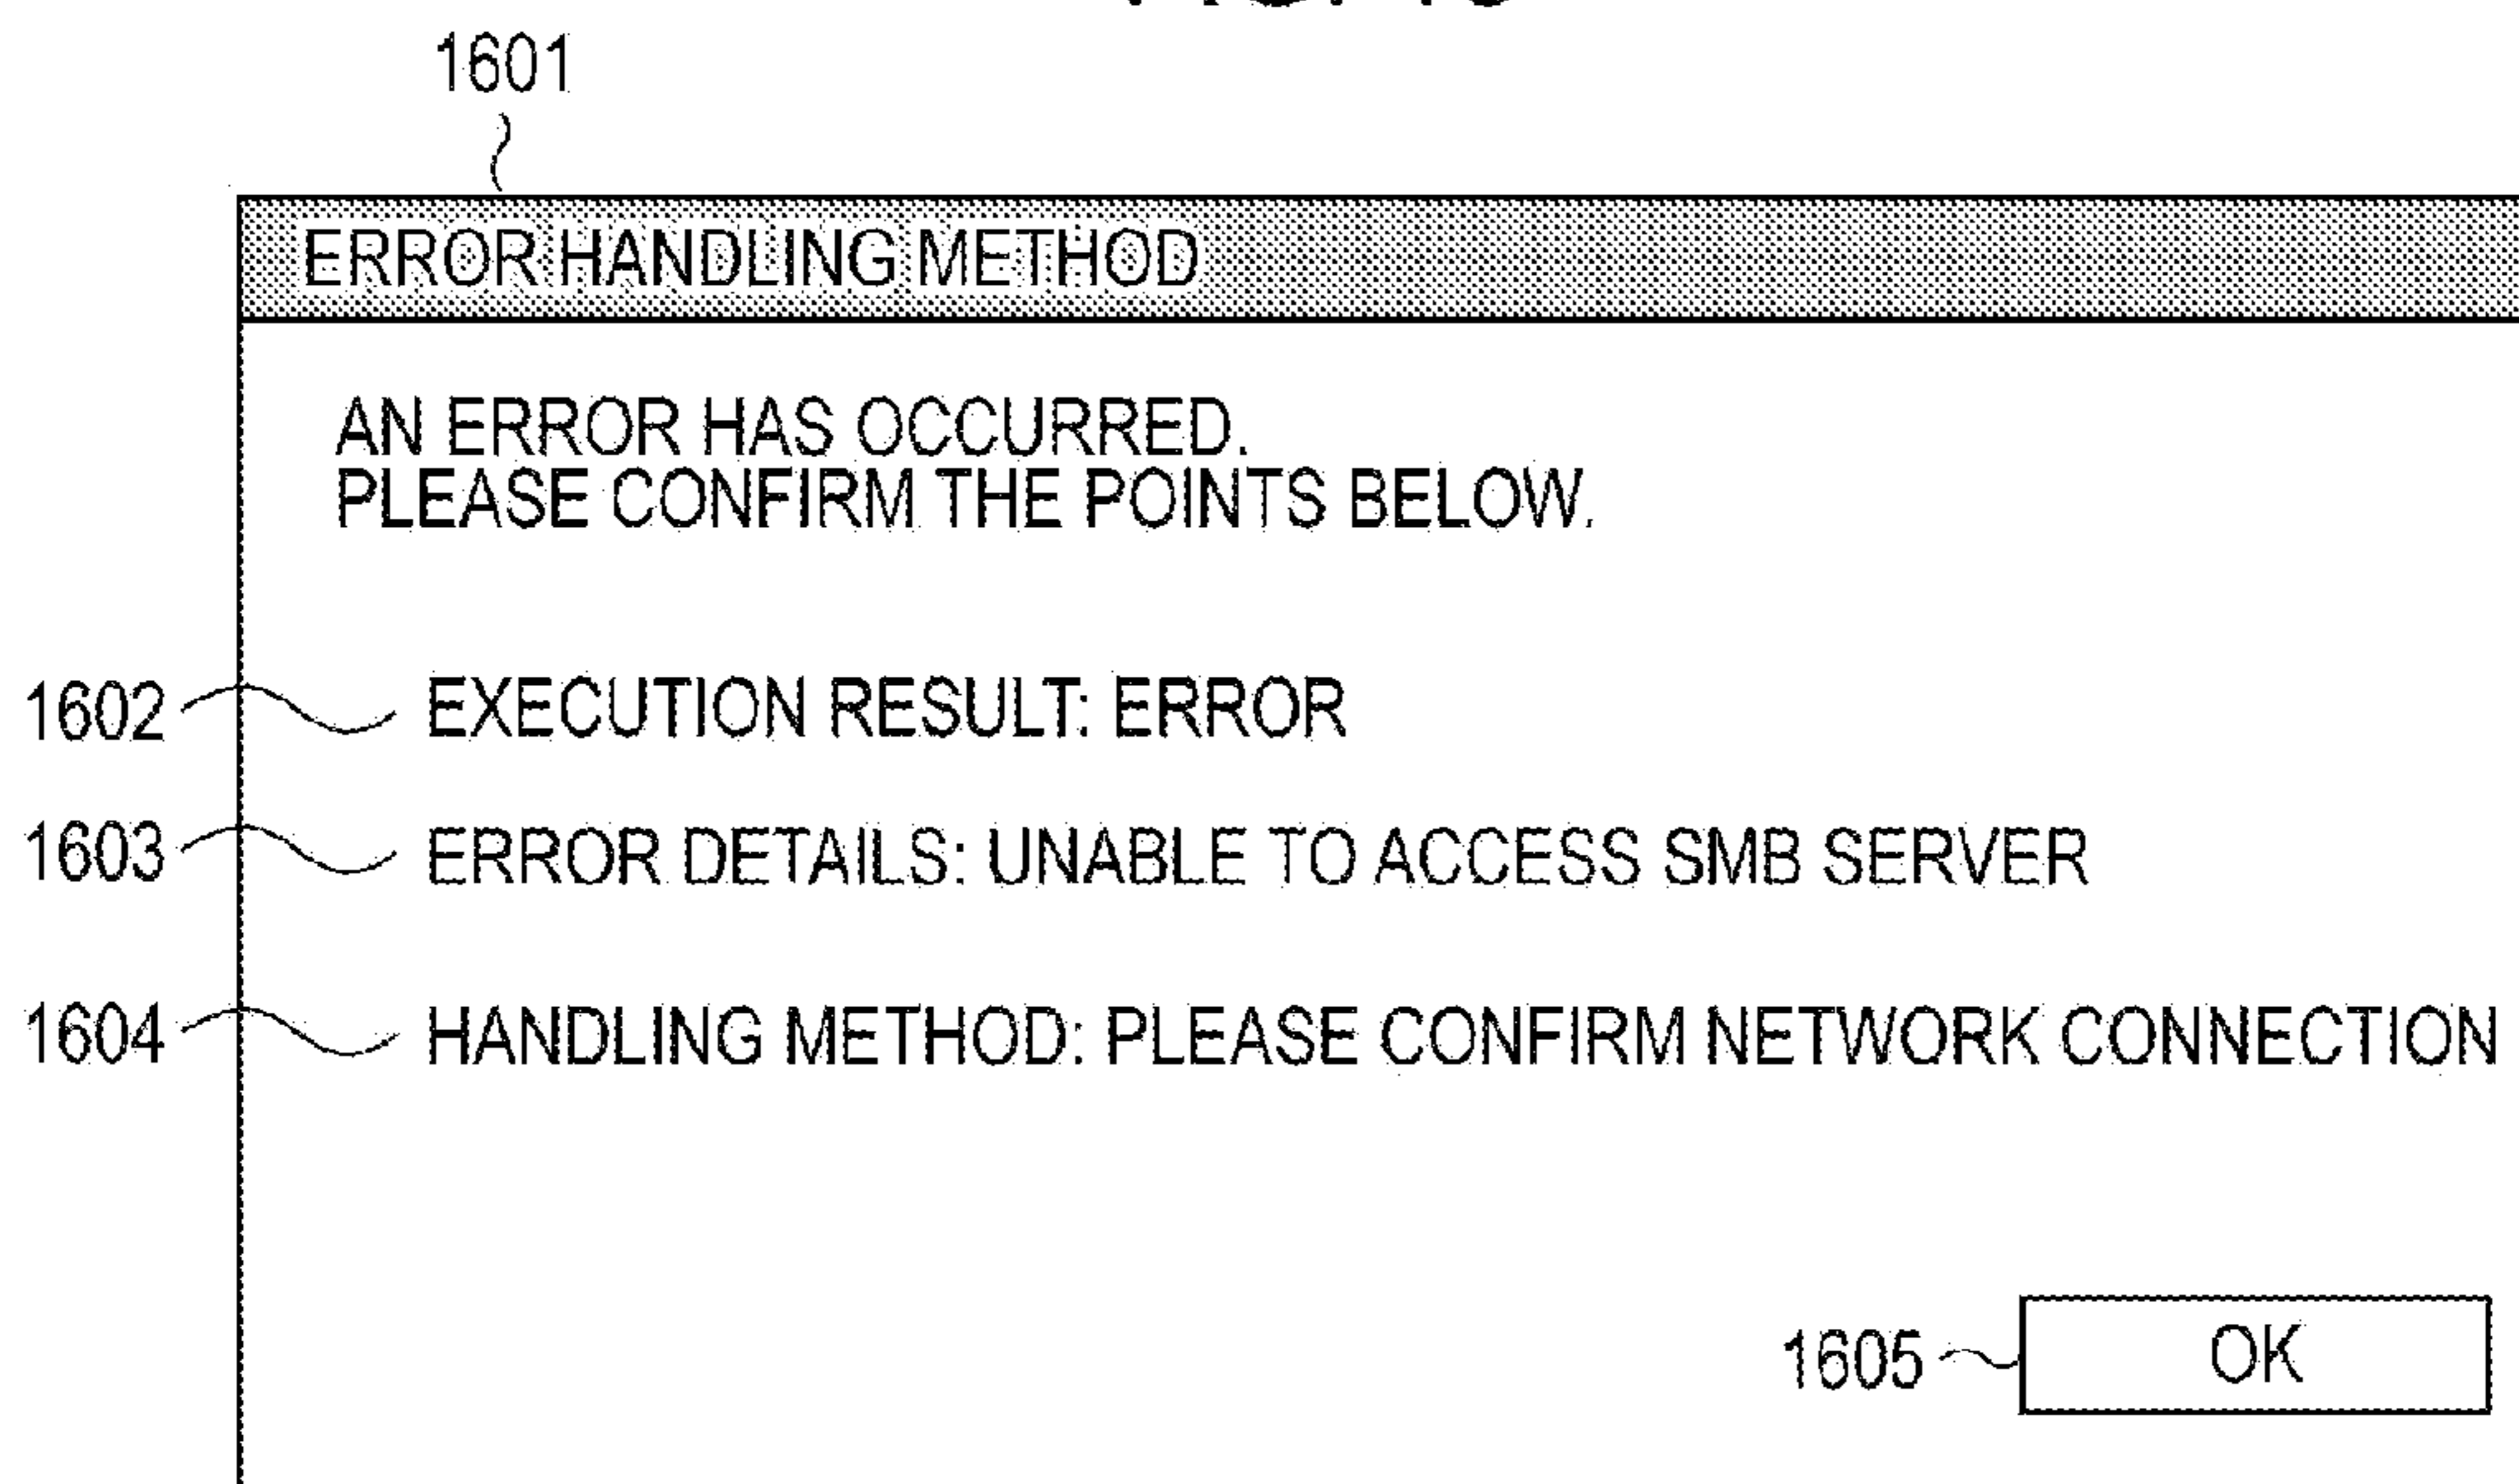 1601
ERROR HANDLING METHOD
AN ERROR HAS OCCURRED.
PLEASE CONFIRM THE POINTS BELOW.
1602 EXECUTION RESULT: ERROR
1603 ERROR DETAILS: UNABLE TO ACCESS SMB SERVER
1604 HANDLING METHOD: PLEASE CONFIRM NETWORK CONNECTION
1605 OK